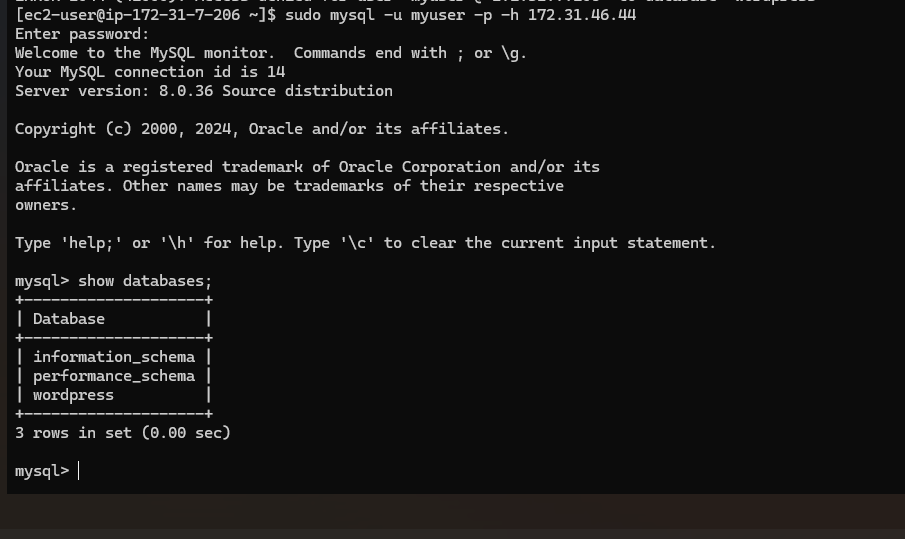 [ec2-user@ip-172-31-7-206 ~]$ sudo mysql -u myuser -p -h 172.31.46.44
Enter password:
Welcome to the MySQL monitor.  Commands end with ; or \g.
Your MySQL connection id is 14
Server version: 8.0.36 Source distribution

Copyright (c) 2000, 2024, Oracle and/or its affiliates.

Oracle is a registered trademark of Oracle Corporation and/or its
affiliates. Other names may be trademarks of their respective
owners.

Type 'help;' or '\h' for help. Type '\c' to clear the current input statement.

mysql> show databases;
+--------------------+
| Database           |
+--------------------+
| information_schema |
| performance_schema |
| wordpress          |
+--------------------+
3 rows in set (0.00 sec)

mysql>